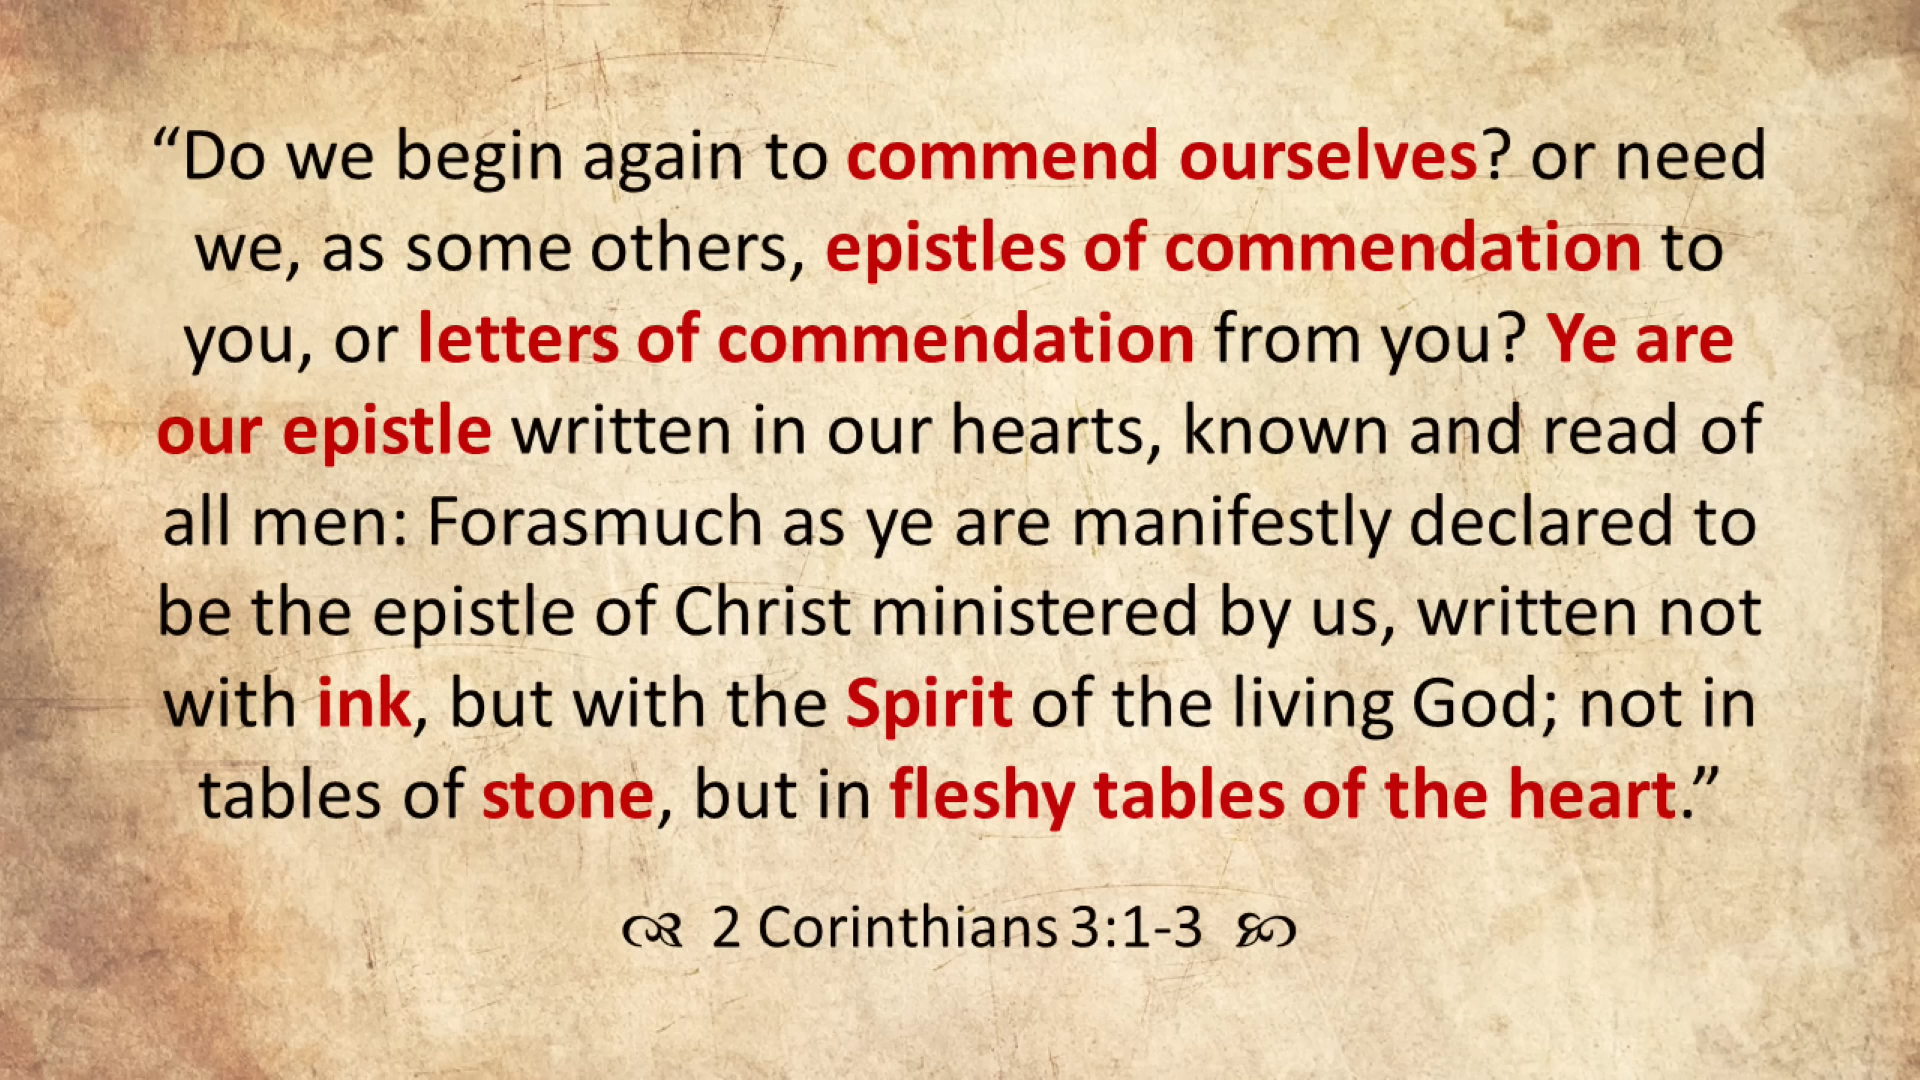 “Do we begin again to commend ourselves? or need
we, as some others, epistles of commendation to
you, or letters of commendation from you? Ye are
our epistle written in our hearts, known and read of
all men: Forasmuch as ye are manifestly declared to
be the epistle of Christ ministered by us, written not
with ink, but with the Spirit of the living God; not in
tables of stone, but in fleshy tables of the heart.”
2 Corinthians 3:1-3